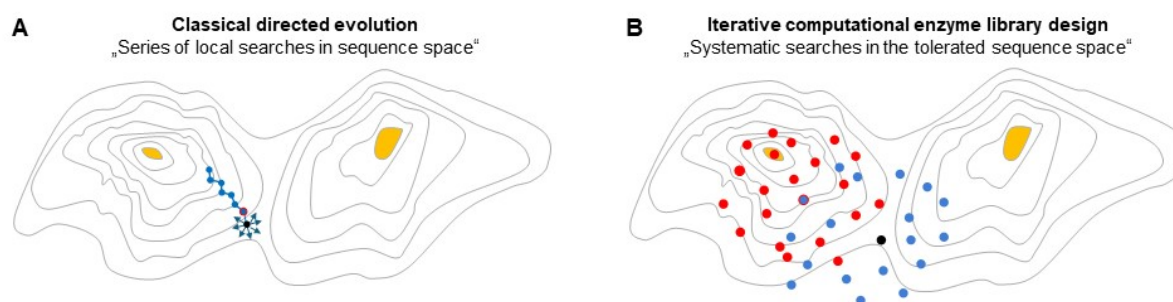 A
Classical directed evolution
„Series of local searches in sequence space“
B
Iterative computational enzyme library design
„Systematic searches in the tolerated sequence space“